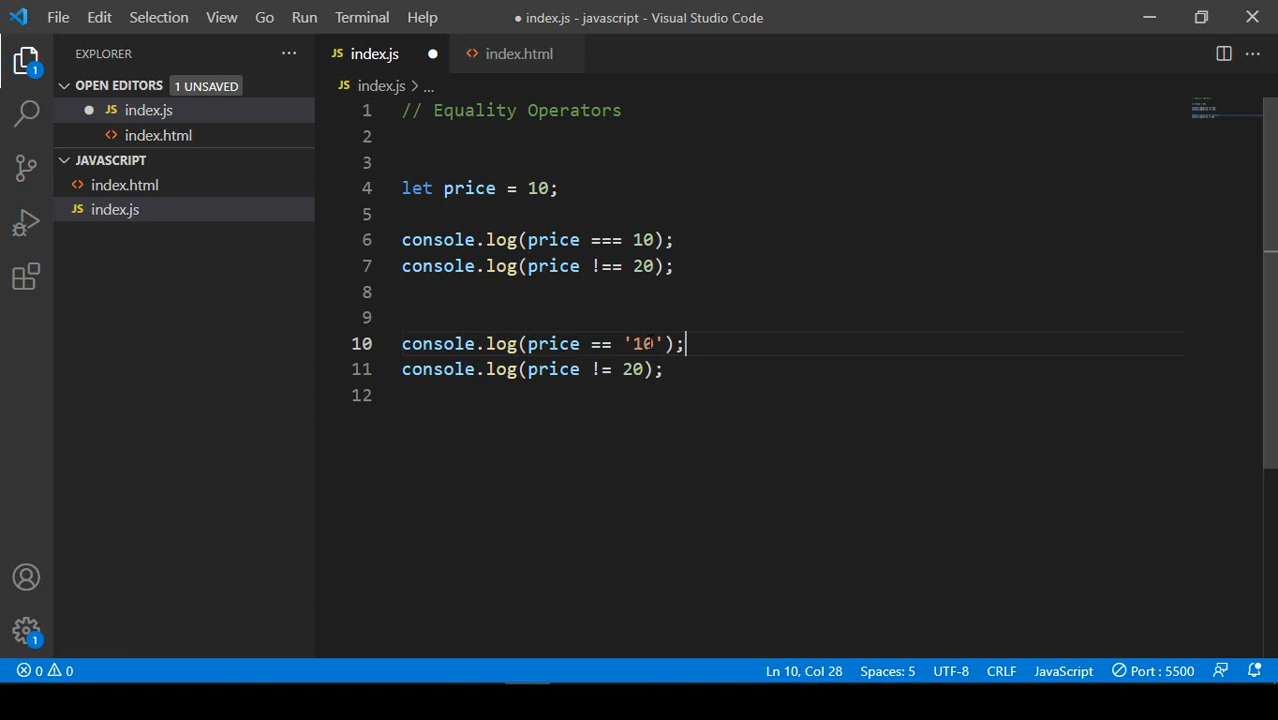 File Edit Selection View Go Run Terminal Help ● index.js - javascript - Visual Studio Code
EXPLORER ···
JS index.js ●
<> index.html
OPEN EDITORS 1 UNSAVED
● JS index.js
<> index.html
JAVASCRIPT
<> index.html
JS index.js
1
1
JS index.js > ...
1 // Equality Operators
2
3
4 let price = 10;
5
6 console.log(price === 10);
7 console.log(price !== 20);
8
9
10 console.log(price == '10');
11 console.log(price != 20);
12
0 0 Ln 10, Col 28 Spaces: 5 UTF-8 CRLF JavaScript Port : 5500